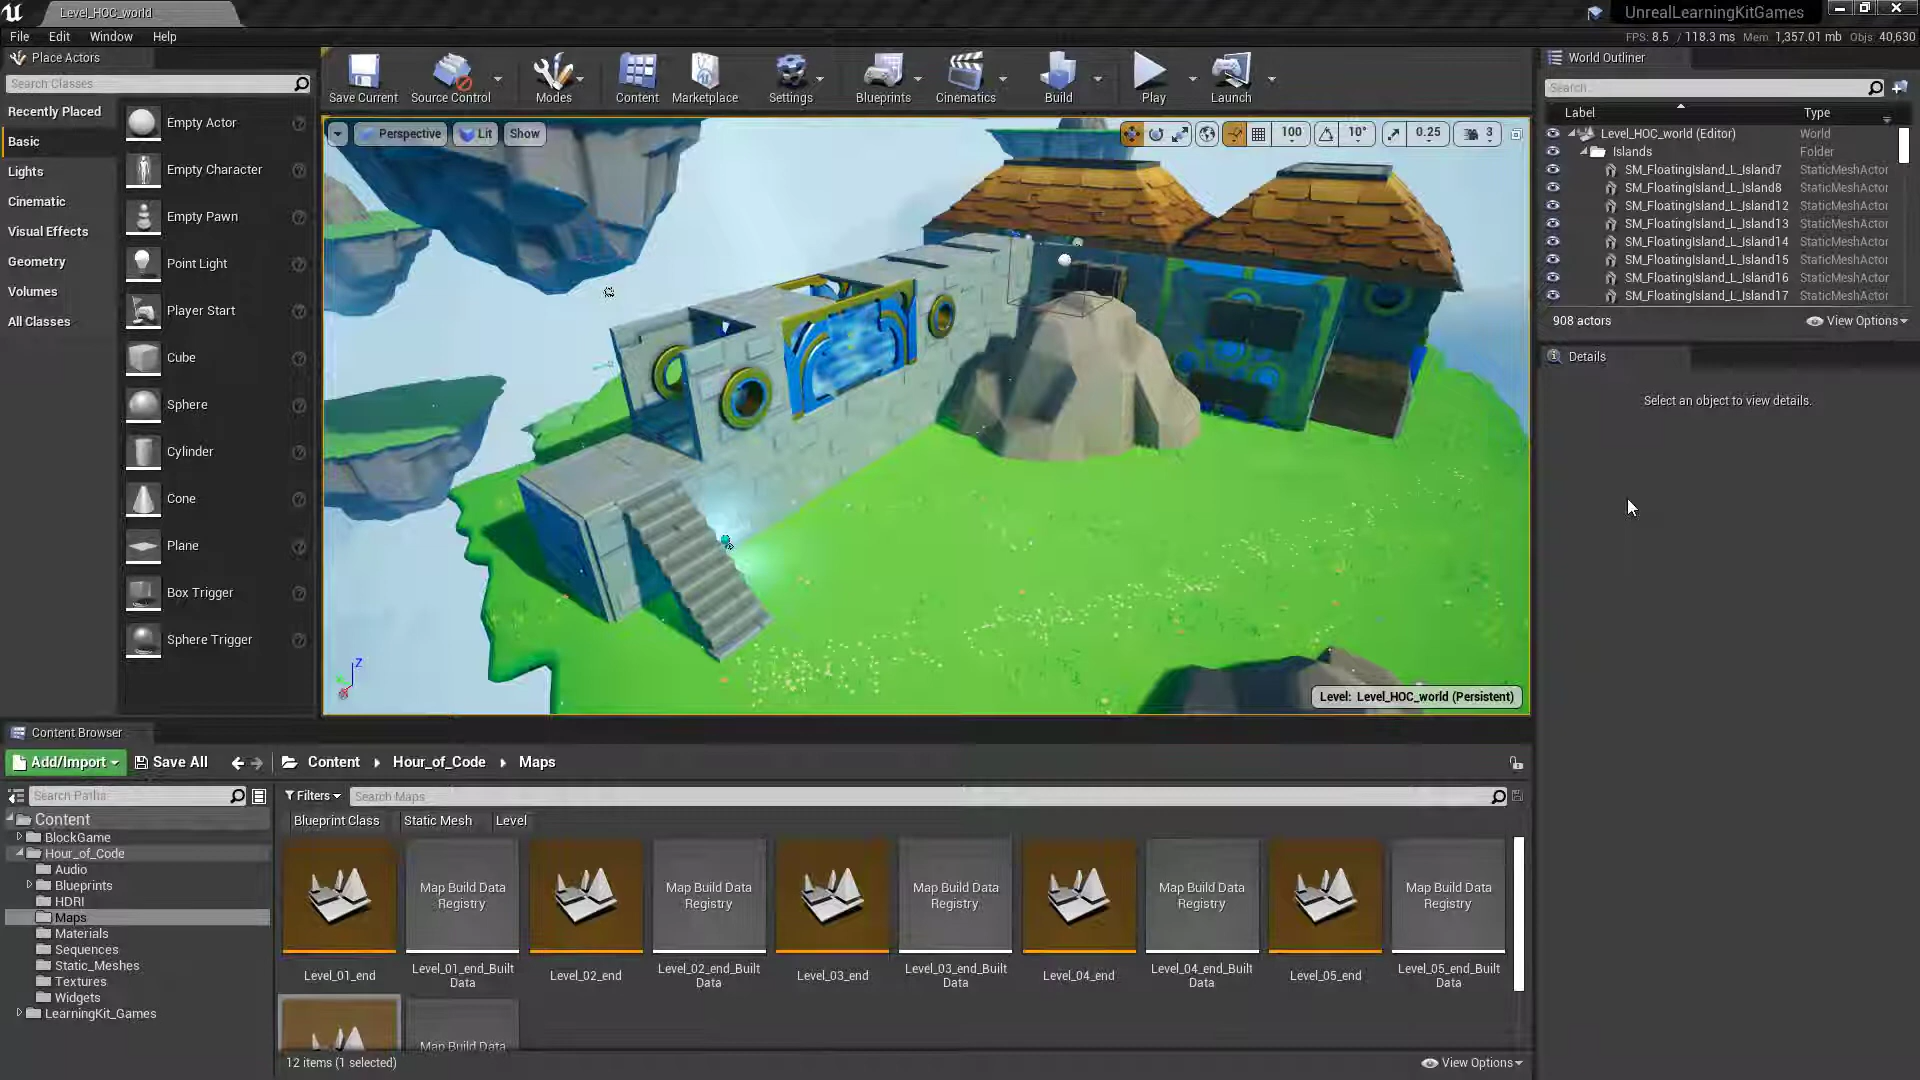 Level_HOC_world
UnrealLearningKitGames
File Edit Window Help
FPS: 8.5 / 118.3 ms Mem: 1,357.01 mb Objs: 40,630
Place Actors
Search Classes
Recently Placed
Basic
Lights
Cinematic
Visual Effects
Geometry
Volumes
All Classes
Empty Actor
Empty Character
Empty Pawn
Point Light
Player Start
Cube
Sphere
Cylinder
Cone
Plane
Box Trigger
Sphere Trigger
Save Current Source Control Modes Content Marketplace Settings Blueprints Cinematics Build Play Launch
Perspective Lit Show
100 10° 0.25 3
Z
Level: Level_HOC_world (Persistent)
World Outliner
Search...
Label Type
Level_HOC_world (Editor) World
Islands Folder
SM_FloatingIsland_L_Island7 StaticMeshActor
SM_FloatingIsland_L_Island8 StaticMeshActor
SM_FloatingIsland_L_Island12 StaticMeshActor
SM_FloatingIsland_L_Island13 StaticMeshActor
SM_FloatingIsland_L_Island14 StaticMeshActor
SM_FloatingIsland_L_Island15 StaticMeshActor
SM_FloatingIsland_L_Island16 StaticMeshActor
SM_FloatingIsland_L_Island17 StaticMeshActor
908 actors View Options
Details
Select an object to view details.
Content Browser
Add/Import Save All Content Hour_of_Code Maps
Search Paths
Content
BlockGame
Hour_of_Code
Audio
Blueprints
HDRI
Maps
Materials
Sequences
Static_Meshes
Textures
Widgets
LearningKit_Games
Filters Search Maps
Blueprint Class Static Mesh Level
Level_01_end
Map Build Data
Registry
Level_01_end_Built
Data
Level_02_end
Map Build Data
Registry
Level_02_end_Built
Data
Level_03_end
Map Build Data
Registry
Level_03_end_Built
Data
Level_04_end
Map Build Data
Registry
Level_04_end_Built
Data
Level_05_end
Map Build Data
Registry
Level_05_end_Built
Data
Map Build Data
12 items (1 selected) View Options